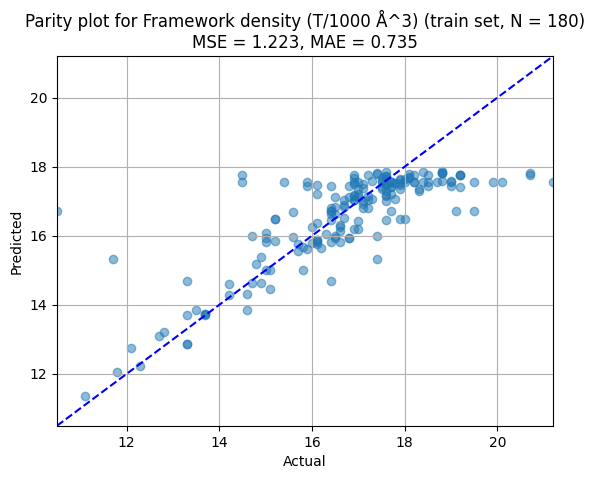 Parity plot for Framework density (T/1000 Å^3) (train set, N = 180)
MSE = 1.223, MAE = 0.735
20
18
16
14
12
Predicted
12 14 16 18 20
Actual